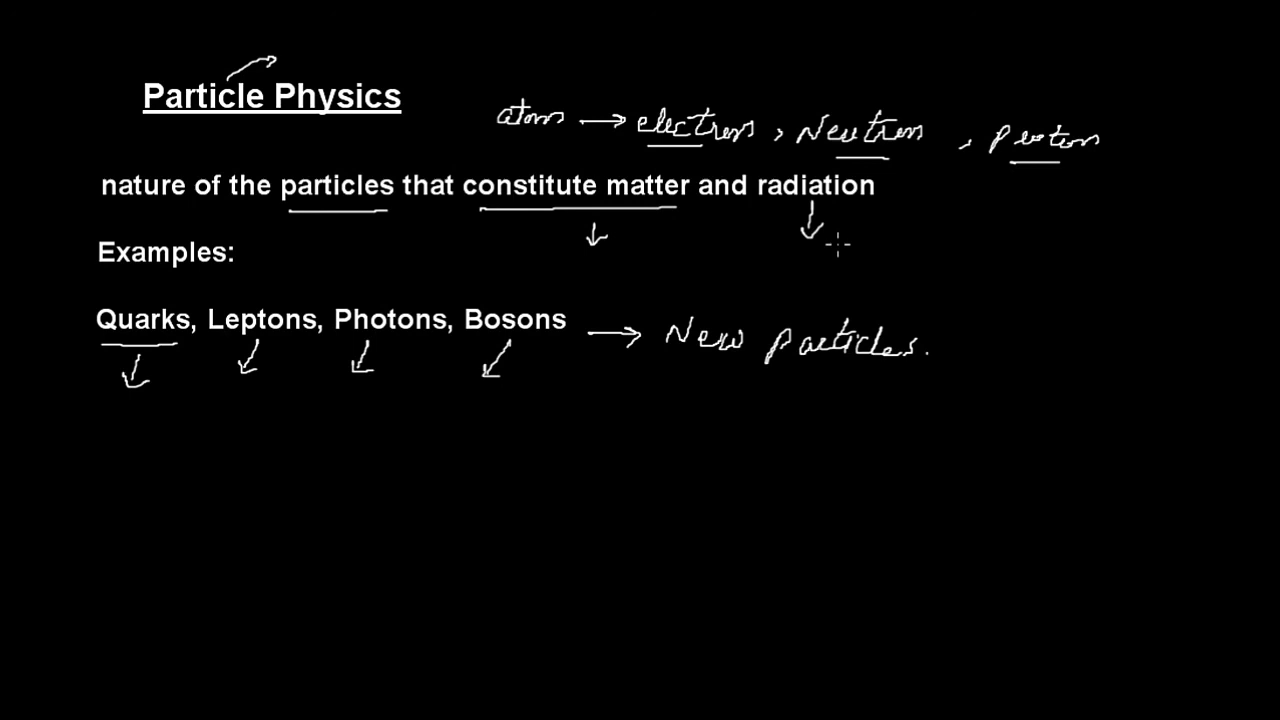 Particle Physics
atom → electrons, Neutron, proton
nature of the particles that constitute matter and radiation
Examples:
Quarks, Leptons, Photons, Bosons → New particles.